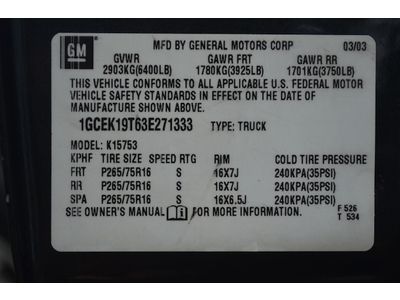 GM
MFD BY GENERAL MOTORS CORP 03/03
GVWR GAWR FRT GAWR RR
2903KG(6400LB) 1780KG(3925LB) 1701KG(3750LB)
THIS VEHICLE CONFORMS TO ALL APPLICABLE U.S. FEDERAL MOTOR
VEHICLE SAFETY STANDARDS IN EFFECT ON THE DATE OF
MANUFACTURE SHOWN ABOVE.
1GCEK19T63E271333 TYPE: TRUCK
MODEL: K15753
KPHF TIRE SIZE SPEED RTG RIM COLD TIRE PRESSURE
FRT P265/75R16 S 16X7J 240KPA(35PSI)
RR P265/75R16 S 16X7J 240KPA(35PSI)
SPA P265/75R16 S 16X6.5J 240KPA(35PSI)
SEE OWNER'S MANUAL FOR MORE INFORMATION. F 526
T 534